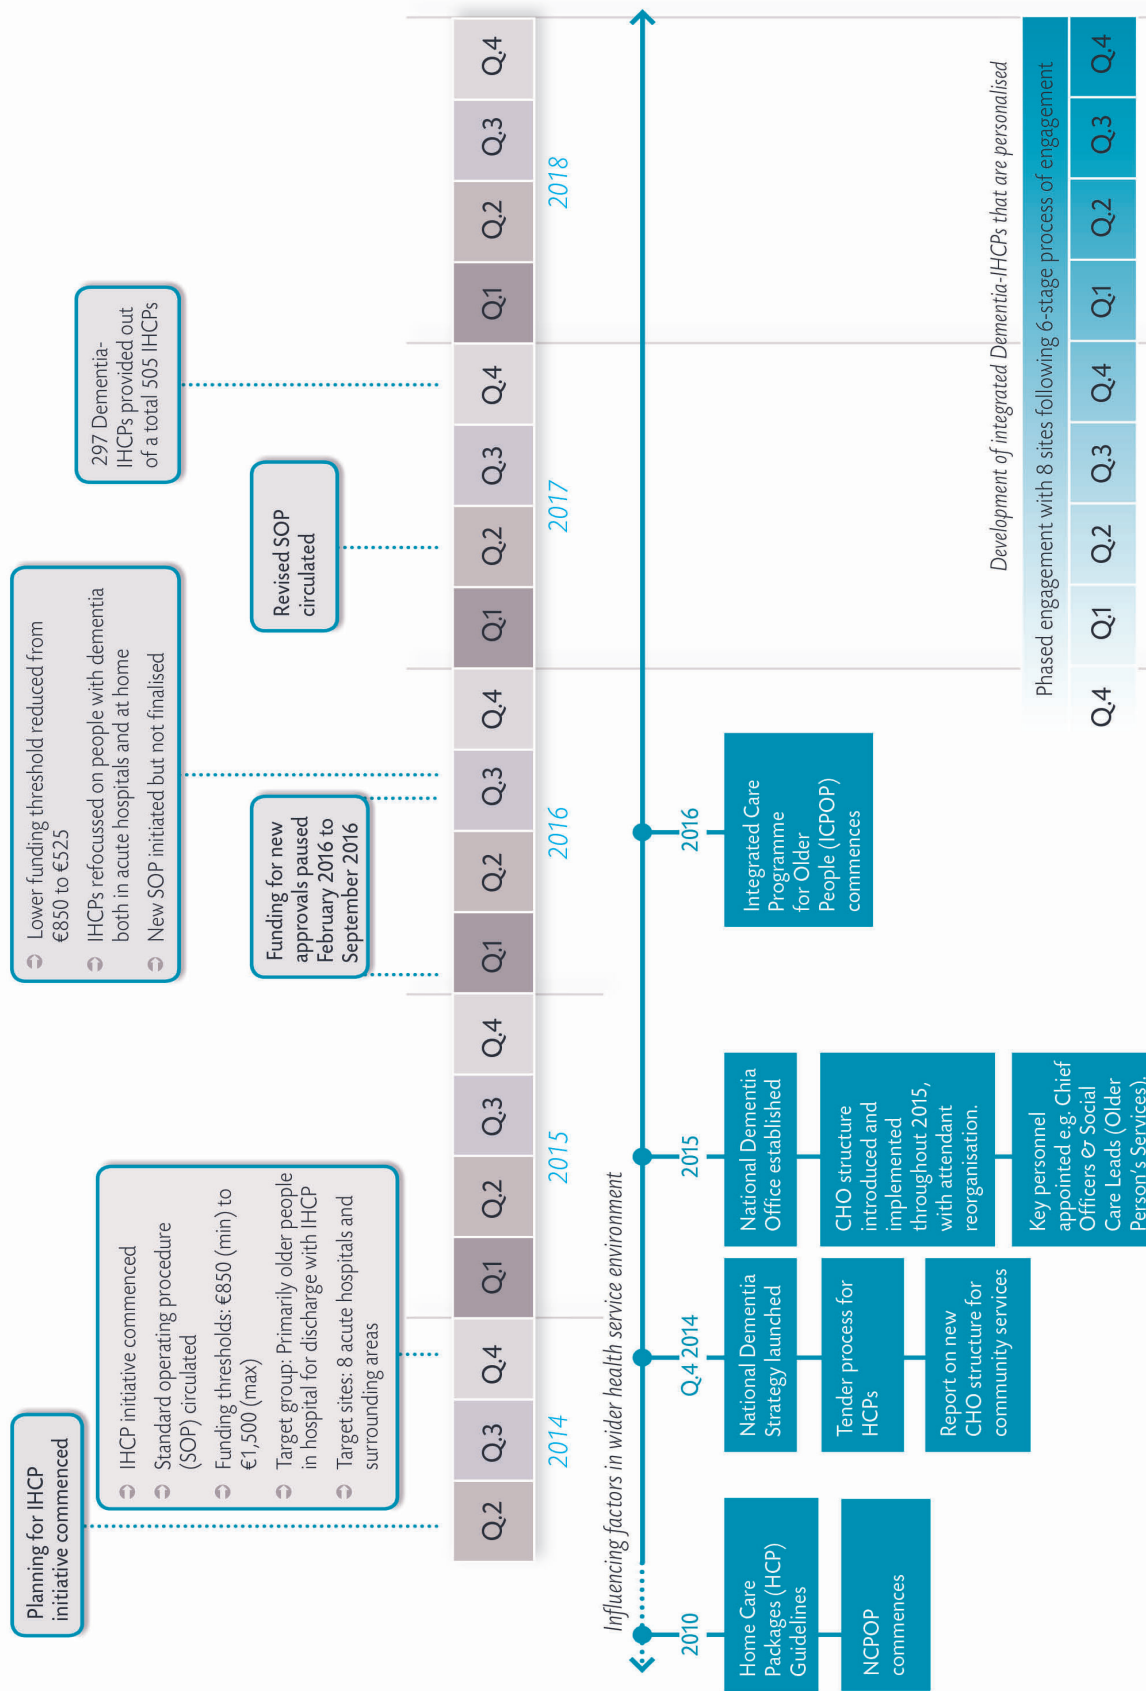 Planning for IHCP
initiative commenced
IHCP initiative commenced
Standard operating procedure
(SOP) circulated
Funding thresholds: €850 (min) to
€1,500 (max)
Target group: Primarily older people
in hospital for discharge with IHCP
Target sites: 8 acute hospitals and
surrounding areas
Lower funding threshold reduced from
€850 to €525
IHCPs refocussed on people with dementia
both in acute hospitals and at home
New SOP initiated but not finalised
Funding for new
approvals paused
February 2016 to
September 2016
Revised SOP
circulated
297 Dementia-
IHCPs provided out
of a total 505 IHCPs
Q.2 Q.3 Q.4 Q.1 Q.2 Q.3 Q.4 Q.1 Q.2 Q.3 Q.4 Q.1 Q.2 Q.3 Q.4 Q.1 Q.2 Q.3 Q.4
2014 2015 2016 2017 2018
Influencing factors in wider health service environment
2010
Home Care
Packages (HCP)
Guidelines
NCPOP
commences
Q.4 2014
National Dementia
Strategy launched
Tender process for
HCPs
Report on new
CHO structure for
community services
2015
National Dementia
Office established
CHO structure
introduced and
implemented
throughout 2015,
with attendant
reorganisation.
Key personnel
appointed e.g. Chief
Officers & Social
Care Leads (Older
Person's Services).
2016
Integrated Care
Programme
for Older
People (ICPOP)
commences
Development of integrated Dementia-IHCPs that are personalised
Phased engagement with 8 sites following 6-stage process of engagement
Q.4 Q.1 Q.2 Q.3 Q.4 Q.1 Q.2 Q.3 Q.4